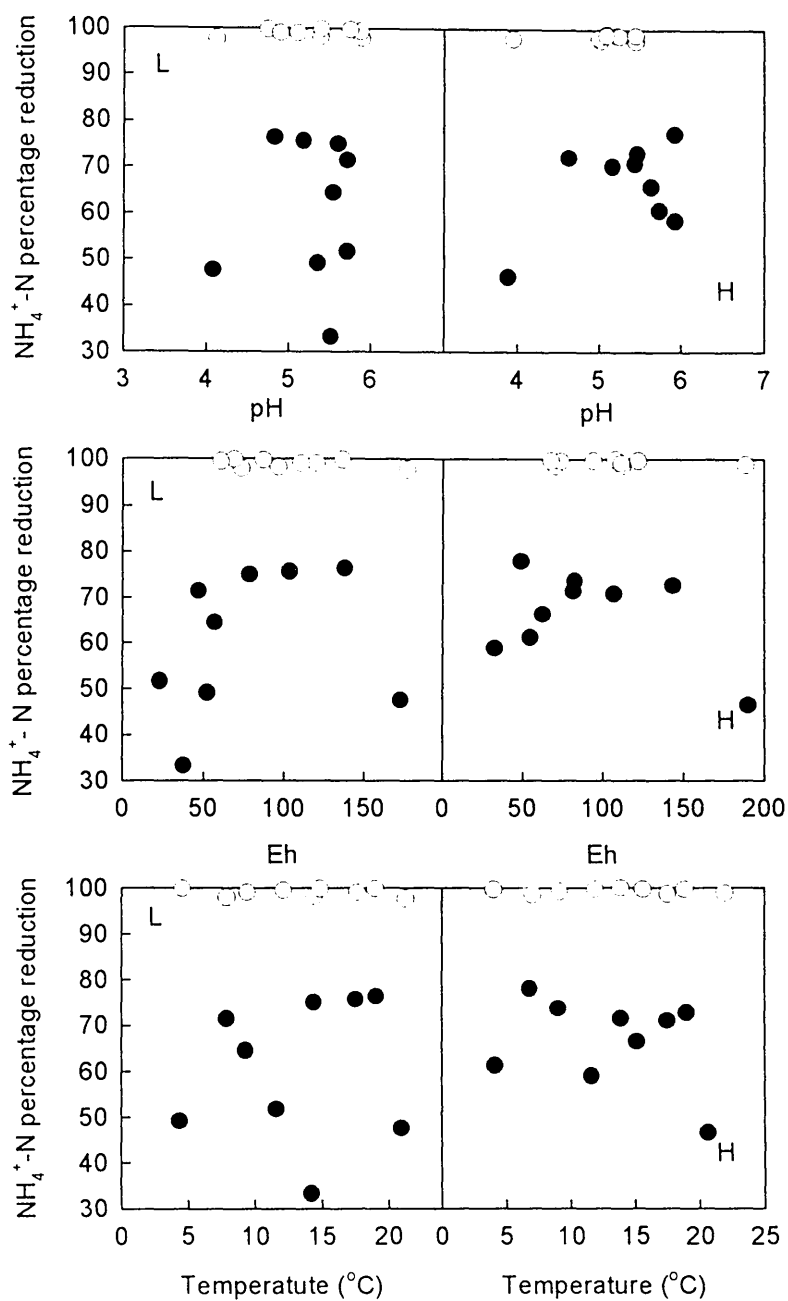 NH₄⁺-N percentage reduction
100
90
80
70
60
50
40
30
L
H
3 4 5 6 4 5 6 7
pH pH
NH₄⁺- N percentage reduction
100
90
80
70
60
50
40
30
L
H
0 50 100 150 0 50 100 150 200
Eh Eh
NH₄⁺-N percentage reduction
100
90
80
70
60
50
40
30
L
H
0 5 10 15 20 0 5 10 15 20 25
Temperatute (°C) Temperature (°C)